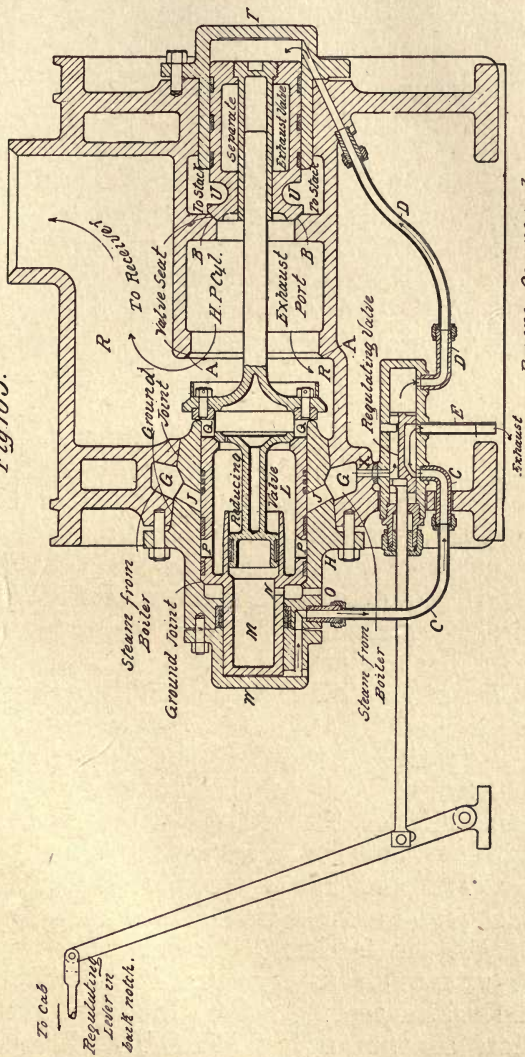 Fig 103.
T
Separate
Exhaust Valve
To Stack
U
To Stack
U
B
B
Valve Seat
To Receiver
H.P. Cyl.
Exhaust
Port
R
A
R
A
Ground
Joint
G
G
J
J
Q
Q
Reducing
Valve
L
P
P
H
N
O
M
W
Steam from
Boiler
Ground Joint
Steam from
Boiler
Regulating Valve
C
C
D
D
E
Exhaust
To Cab
Regulating
Lever in
back notch.